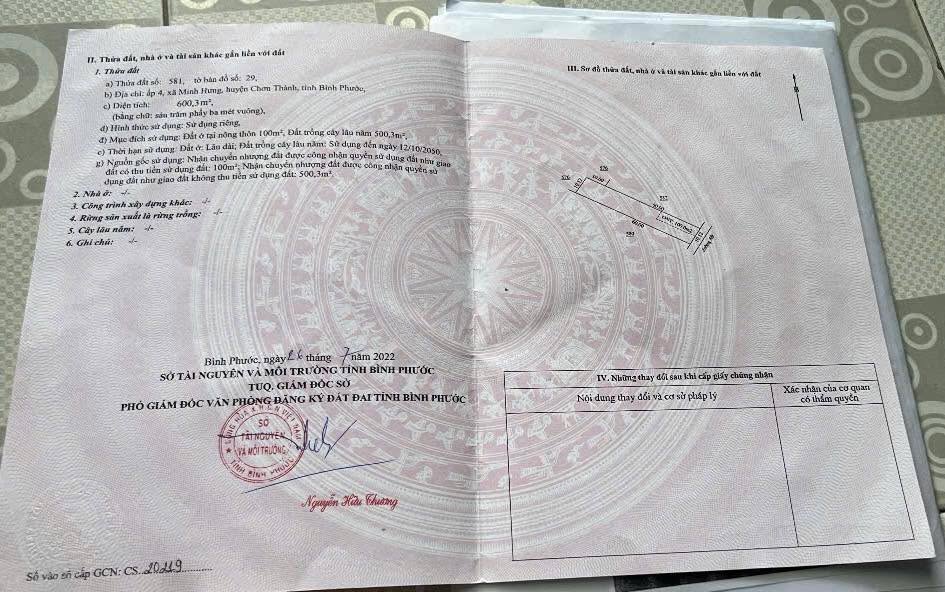 II. Thửa đất, nhà ở và tài sản khác gắn liền với đất
1. Thửa đất
a) Thửa đất số: 581, tờ bản đồ số: 29,
b) Địa chỉ: ấp 4, xã Minh Hưng, huyện Chơn Thành, tỉnh Bình Phước,
c) Diện tích: 600,3 m²,
(bằng chữ: sáu trăm phẩy ba mét vuông),
d) Hình thức sử dụng: Sử dụng riêng,
đ) Mục đích sử dụng: Đất ở tại nông thôn 100m², Đất trồng cây lâu năm 500,3m²,
e) Thời hạn sử dụng: Đất ở: Lâu dài; Đất trồng cây lâu năm: Sử dụng đến ngày 12/10/2050,
g) Nguồn gốc sử dụng: Nhận chuyển nhượng đất được công nhận quyền sử dụng đất như giao
đất có thu tiền sử dụng đất: 100m²; Nhận chuyển nhượng đất được công nhận quyền sử
dụng đất như giao đất không thu tiền sử dụng đất: 500,3m².
2. Nhà ở: -/-
3. Công trình xây dựng khác: -/-
4. Rừng sản xuất là rừng trồng: -/-
5. Cây lâu năm: -/-
6. Ghi chú: -/-
Bình Phước, ngày tháng 7 năm 2022
SỞ TÀI NGUYÊN VÀ MÔI TRƯỜNG TỈNH BÌNH PHƯỚC
TUQ. GIÁM ĐỐC SỞ
PHÓ GIÁM ĐỐC VĂN PHÒNG ĐĂNG KÝ ĐẤT ĐAI TỈNH BÌNH PHƯỚC
CỘNG HÒA X.H.C.N VIỆT NAM
SỞ
TÀI NGUYÊN
VÀ MÔI TRƯỜNG
TỈNH BÌNH PHƯỚC
Nguyễn Hữu Thương
Số vào sổ cấp GCN: CS 20219
III. Sơ đồ thửa đất, nhà ở và tài sản khác gắn liền với đất
B
576
IV. Những thay đổi sau khi cấp giấy chứng nhận
Nội dung thay đổi và cơ sở pháp lý
Xác nhận của cơ quan
có thẩm quyền